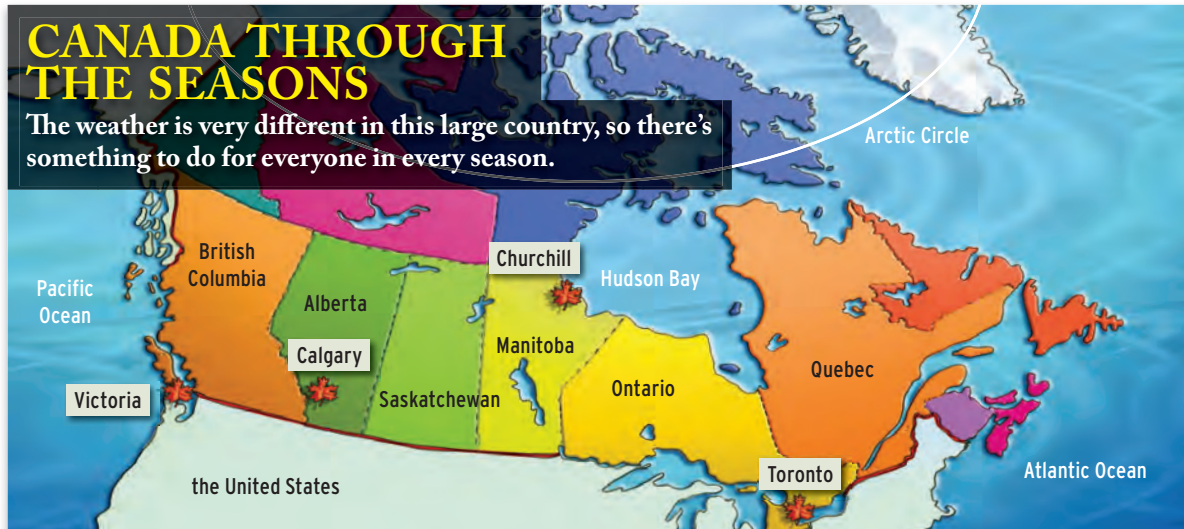 CANADA THROUGH
THE SEASONS
The weather is very different in this large country, so there's
something to do for everyone in every season.
Arctic Circle
British
Columbia
Churchill
Hudson Bay
Pacific
Ocean
Alberta
Manitoba
Calgary
Quebec
Ontario
Victoria
Saskatchewan
Toronto
Atlantic Ocean
the United States